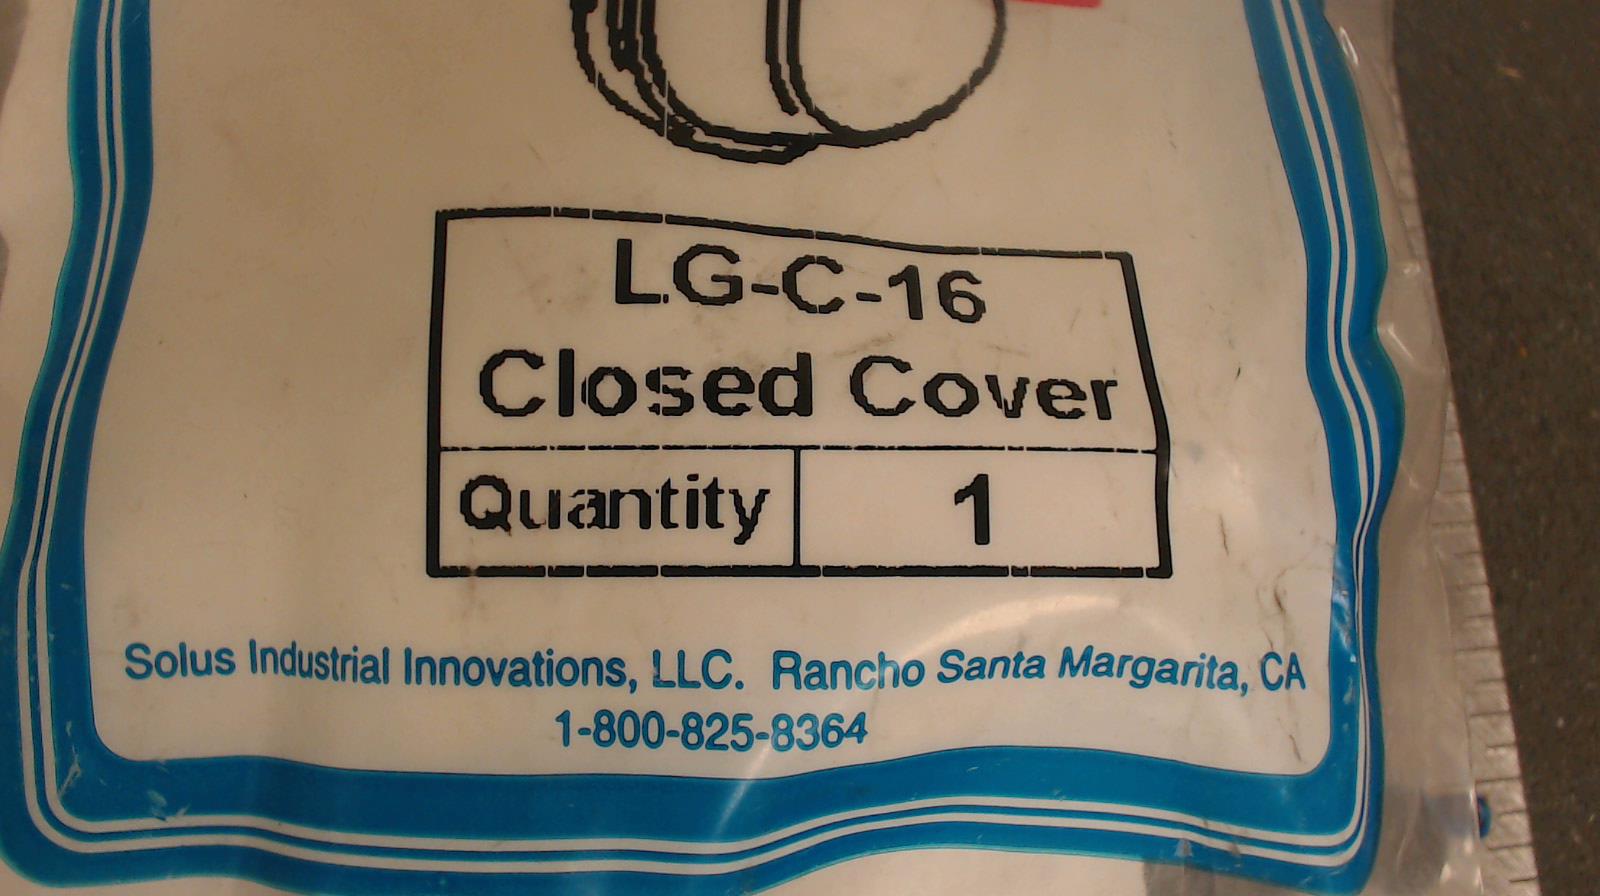 LG-C-16
Closed Cover
Quantity 1
Solus Industrial Innovations, LLC. Rancho Santa Margarita, CA
1-800-825-8364